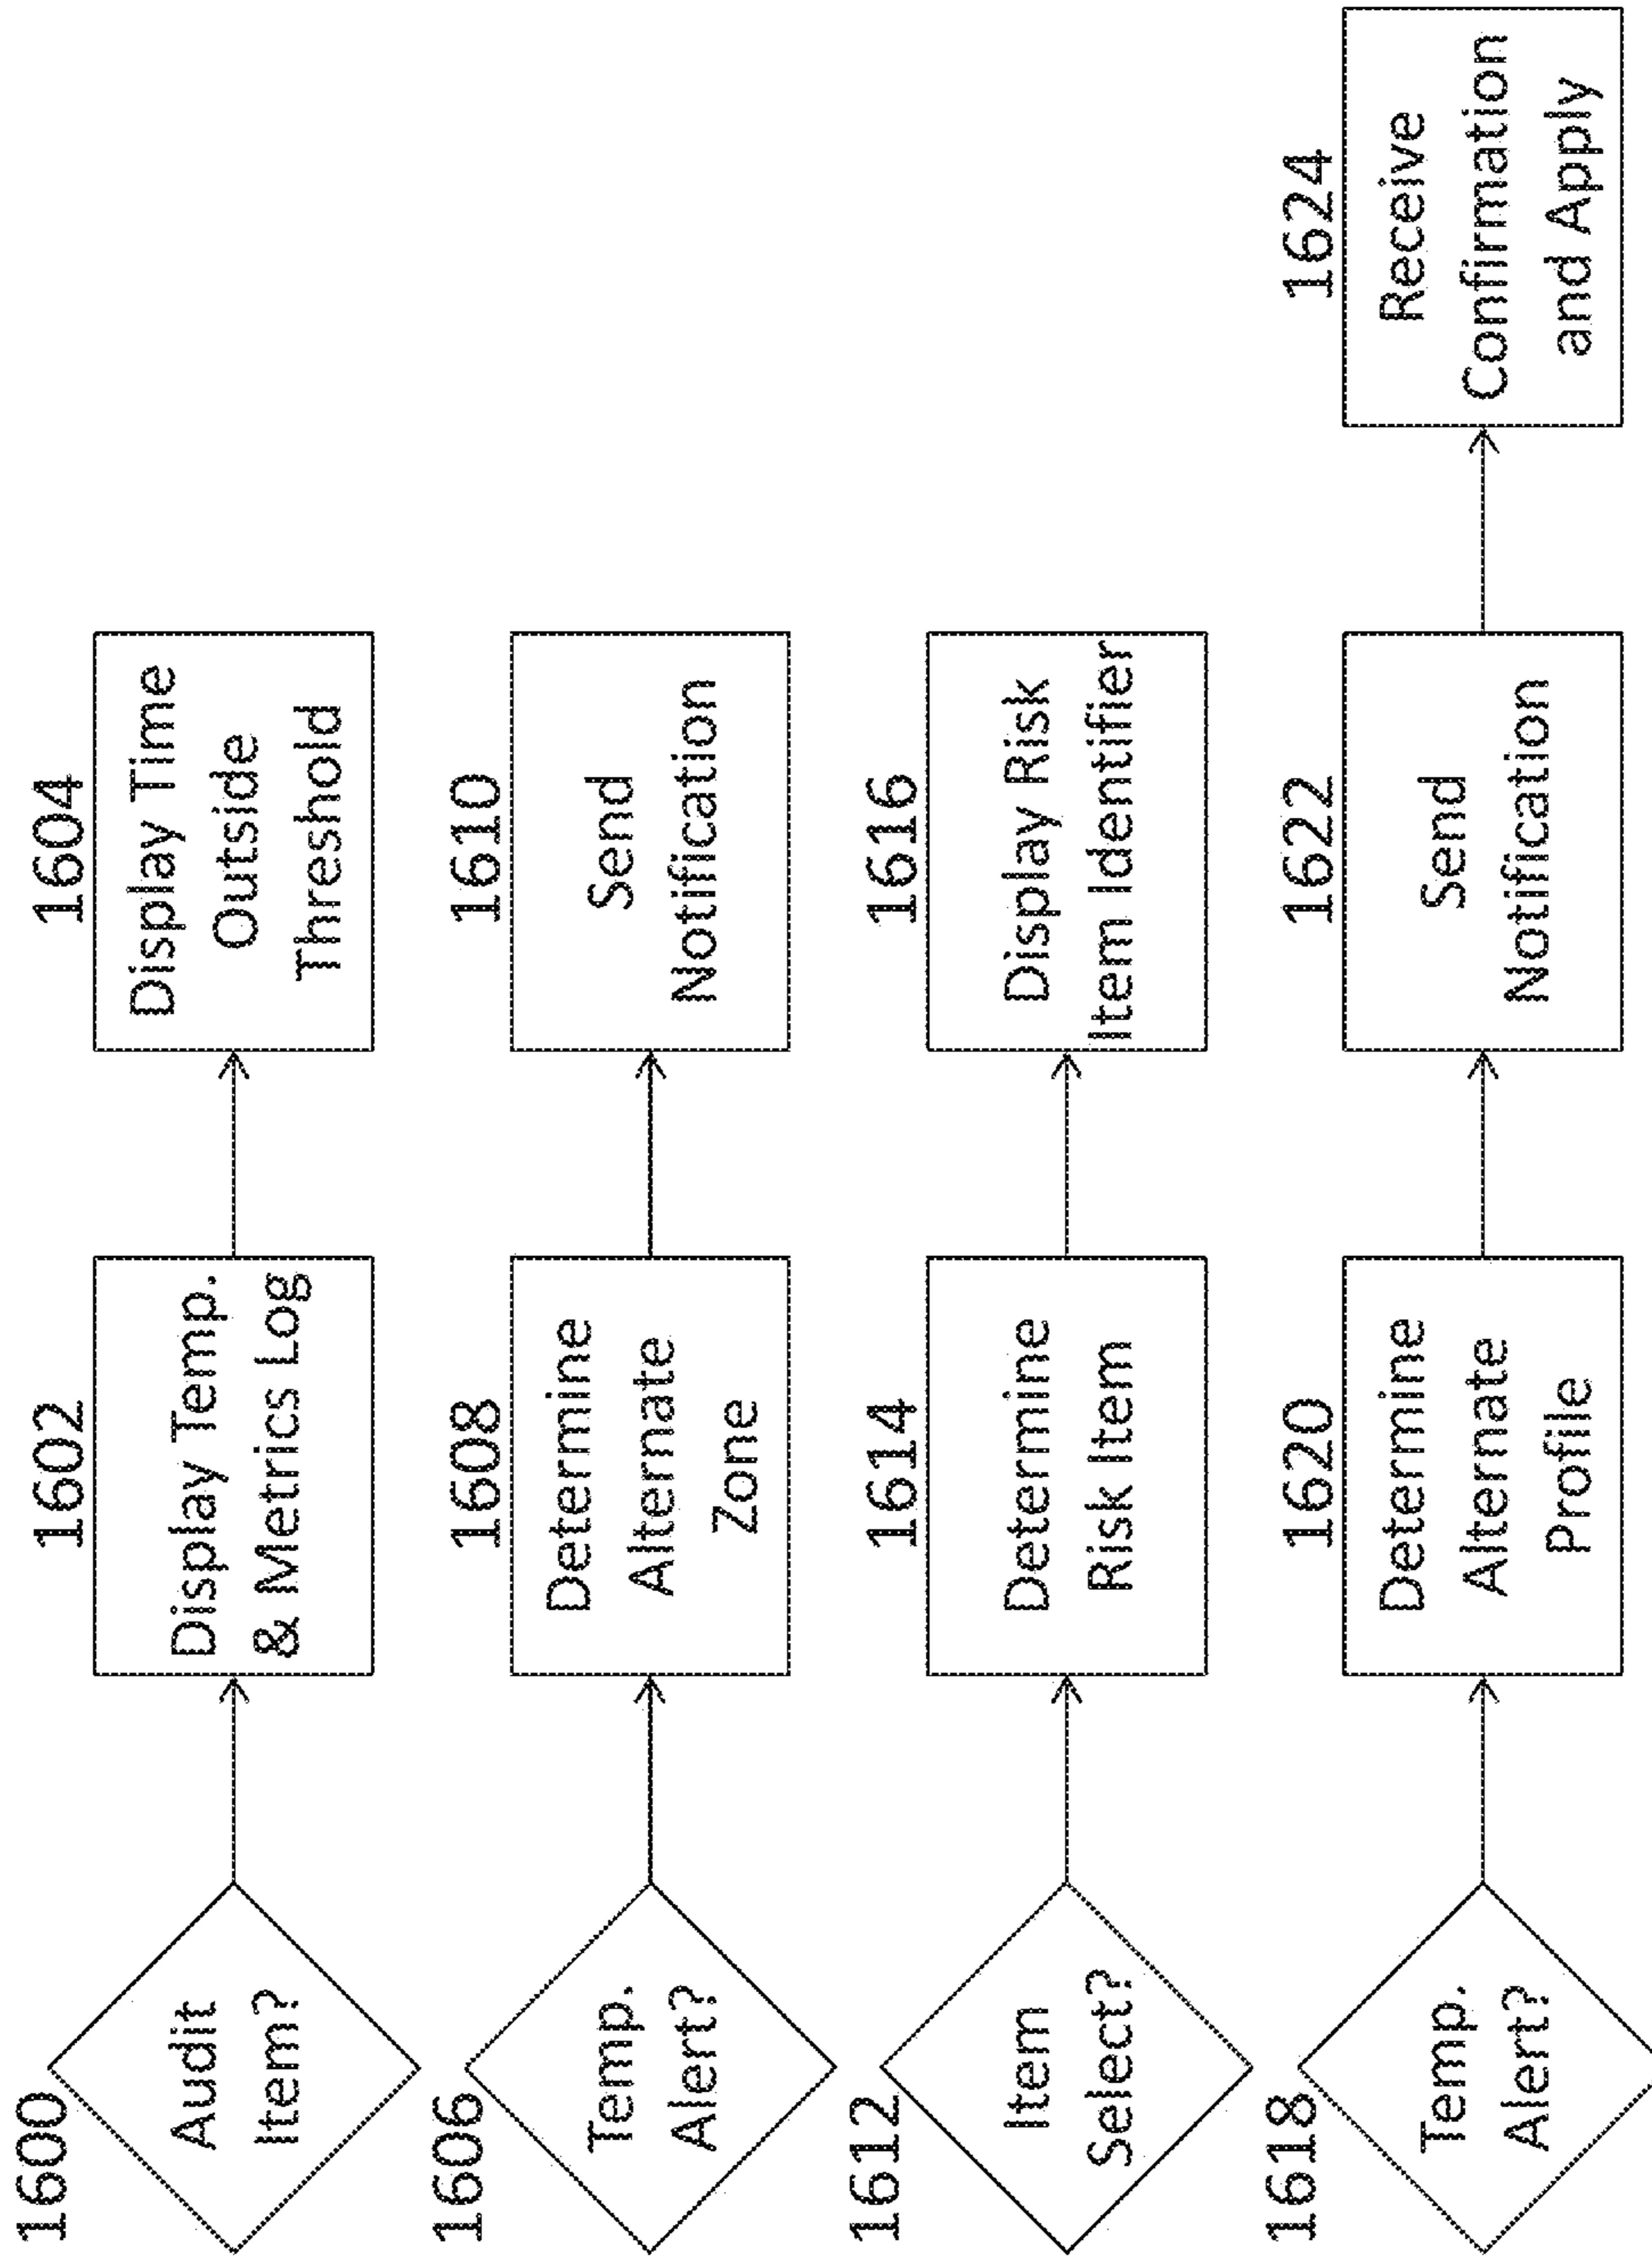 1600
Audit
Item?
1602
Display Temp.
& Metrics Log
1604
Display Time
Outside
Threshold
1606
Temp.
Alert?
1608
Determine
Alternate
Zone
1610
Send
Notification
1612
Item
Select?
1614
Determine
Risk Item
1616
Display Risk
Item Identifier
1618
Temp.
Alert?
1620
Determine
Alternate
Profile
1622
Send
Notification
1624
Receive
Confirmation
and Apply